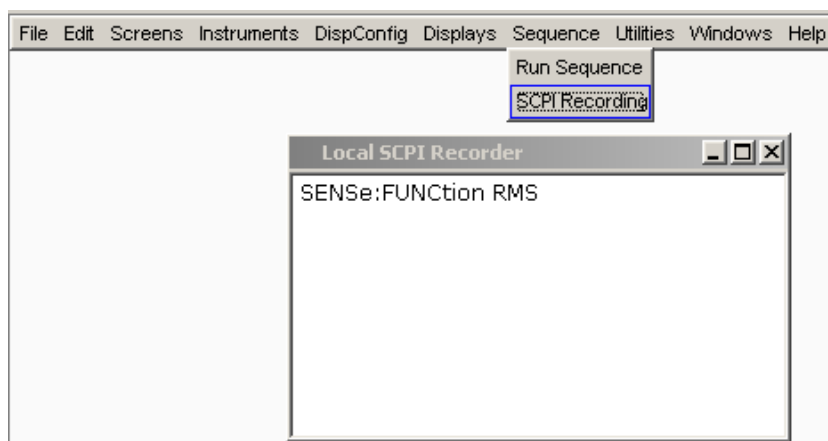 File Edit Screens Instruments DispConfig Displays Sequence Utilities Windows Help
Run Sequence
SCPI Recording
Local SCPI Recorder
SENSe:FUNCtion RMS